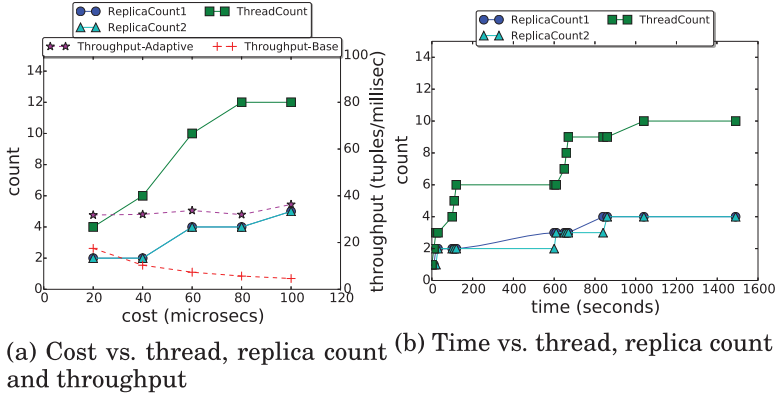 ReplicaCount1
ThreadCount
ReplicaCount2
Throughput-Adaptive
Throughput-Base
count
14
12
10
8
6
4
2
0
0
20
40
60
80
100
120
cost (microsecs)
100
80
60
40
20
0
throughput (tuples/millisec)
(a) Cost vs. thread, replica count
and throughput
ReplicaCount1
ThreadCount
ReplicaCount2
count
14
12
10
8
6
4
2
0
0
200
400
600
800
1000
1200
1400
1600
time (seconds)
(b) Time vs. thread, replica count